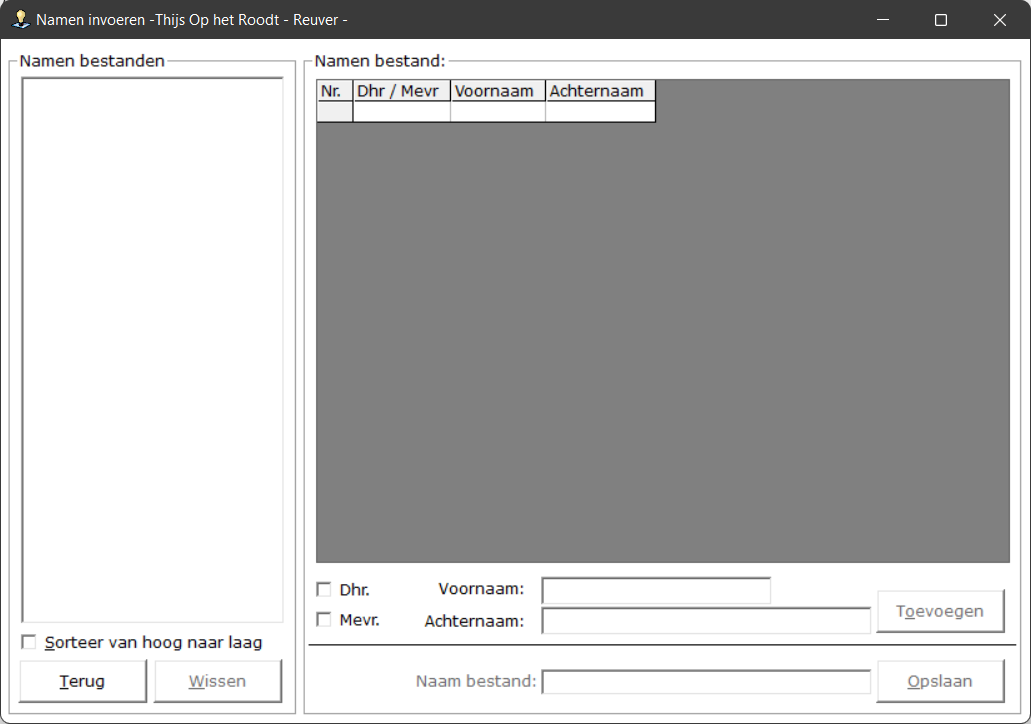 Namen invoeren -Thijs Op het Roodt - Reuver -
Namen bestanden
Sorteer van hoog naar laag
Terug
Wissen
Namen bestand:
Nr. Dhr / Mevr Voornaam Achternaam
Dhr. Voornaam:
Mevr. Achternaam:
Toevoegen
Naam bestand:
Opslaan